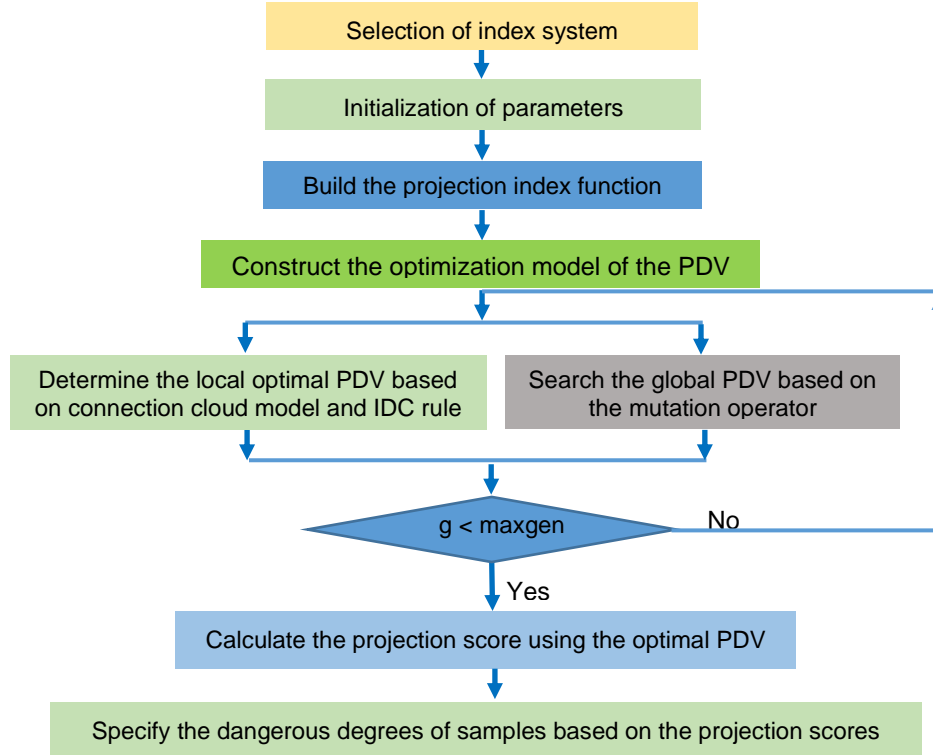 Selection of index system
Initialization of parameters
Build the projection index function
Construct the optimization model of the PDV
Determine the local optimal PDV based
on connection cloud model and IDC rule
Search the global PDV based on
the mutation operator
g < maxgen
No
Yes
Calculate the projection score using the optimal PDV
Specify the dangerous degrees of samples based on the projection scores